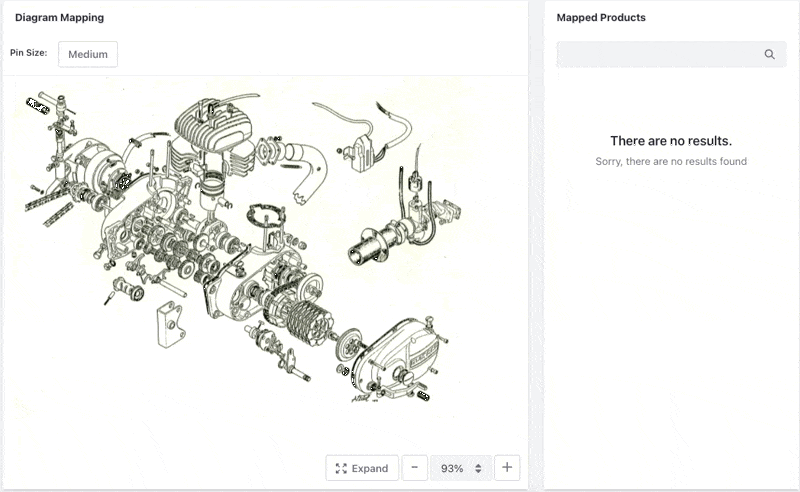 Diagram Mapping
Pin Size:
Medium
Expand
-
93%
+
Mapped Products
There are no results.
Sorry, there are no results found